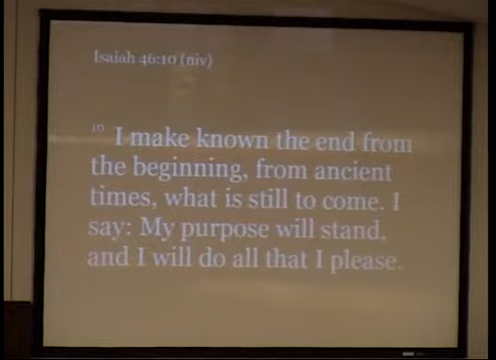 Isaiah 46:10 (niv)
10 I make known the end from
the beginning, from ancient
times, what is still to come. I
say: My purpose will stand,
and I will do all that I please.